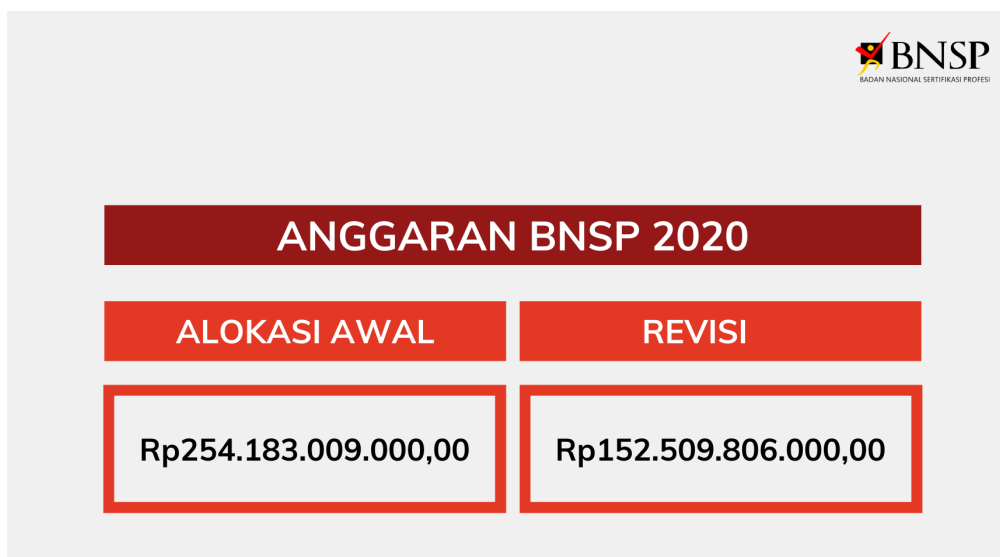 BNSP
BADAN NASIONAL SERTIFIKASI PROFESI
ANGGARAN BNSP 2020
ALOKASI AWAL
REVISI
Rp254.183.009.000,00
Rp152.509.806.000,00